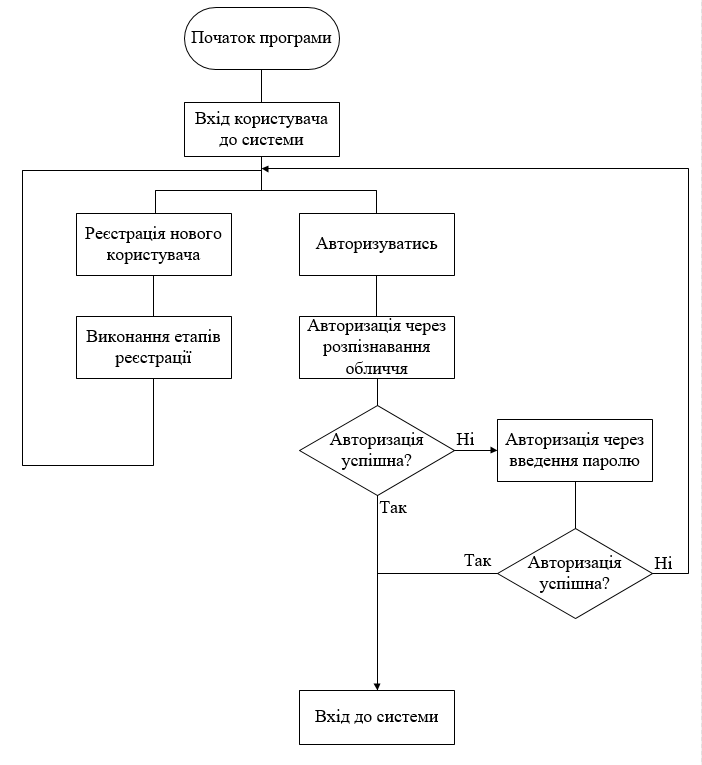 Початок програми
Вхід користувача
до системи
Реєстрація нового
користувача
Авторизуватись
Виконання етапів
реєстрації
Авторизація через
розпізнавання
обличчя
Авторизація
успішна?
Ні
Авторизація через
введення паролю
Так
Так
Авторизація
успішна?
Ні
Вхід до системи